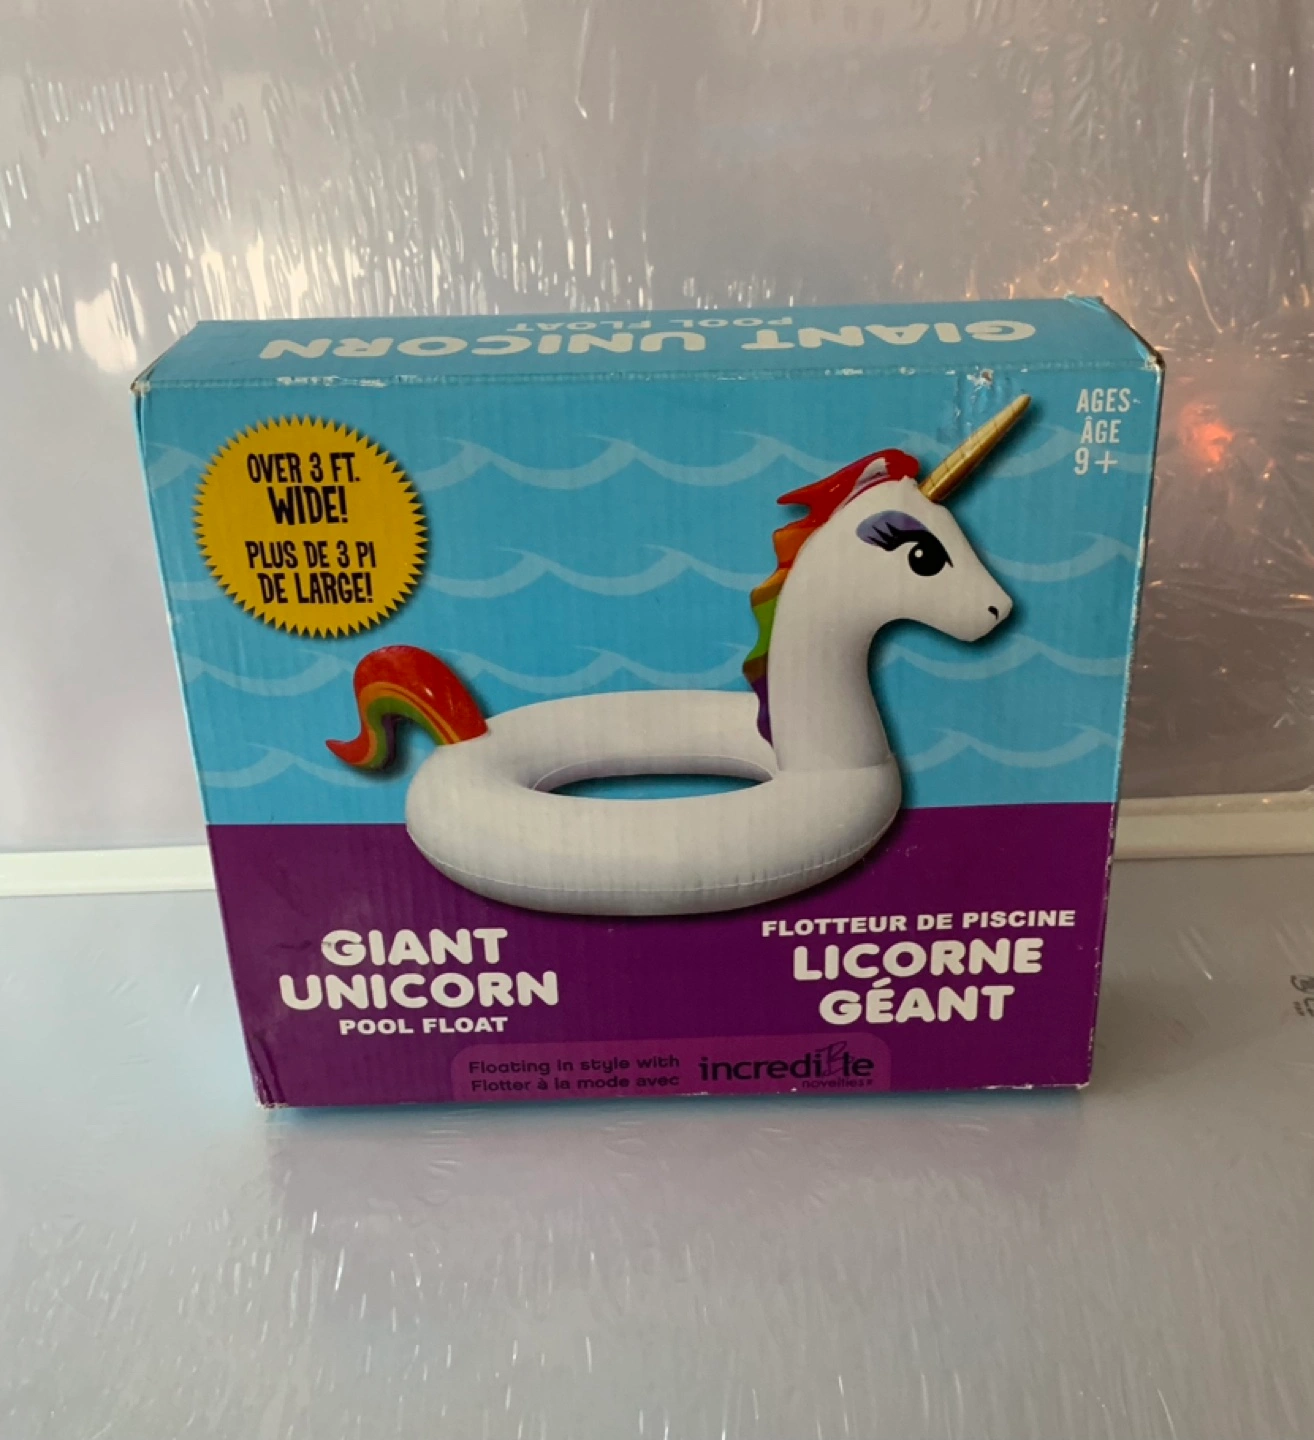 GIANT UNICORN
POOL FLOAT
OVER 3 FT.
WIDE!
PLUS DE 3 PI
DE LARGE!
AGES
ÂGE
9+
GIANT
UNICORN
POOL FLOAT
FLOTTEUR DE PISCINE
LICORNE
GÉANT
Floating in style with
Flotter à la mode avec
incrediBle
novelties